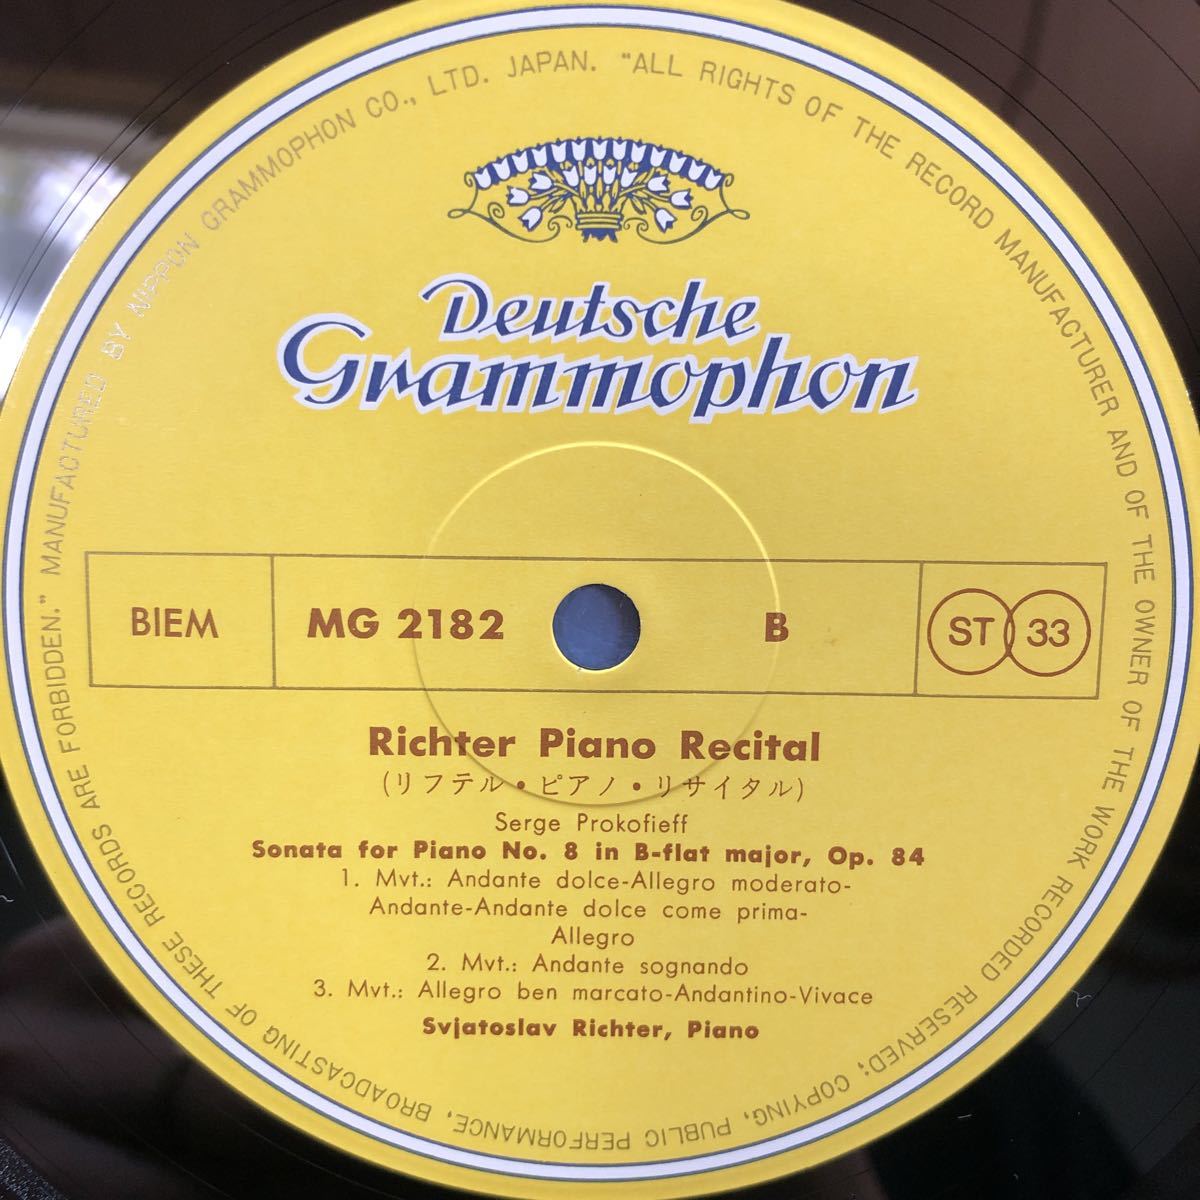 MANUFACTURED BY NIPPON GRAMMOPHON CO., LTD. JAPAN. "ALL RIGHTS OF THE RECORD MANUFACTURER AND OF THE OWNER OF THE WORK RECORDED RESERVED; COPYING, PUBLIC PERFORMANCE, BROADCASTING OF THESE RECORDS ARE FORBIDDEN."
Deutsche
Grammophon
BIEM MG 2182 B ST 33
Richter Piano Recital
(リフテル・ピアノ・リサイタル)
Serge Prokofieff
Sonata for Piano No. 8 in B-flat major, Op. 84
1. Mvt.: Andante dolce-Allegro moderato-
Andante-Andante dolce come prima-
Allegro
2. Mvt.: Andante sognando
3. Mvt.: Allegro ben marcato-Andantino-Vivace
Svjatoslav Richter, Piano